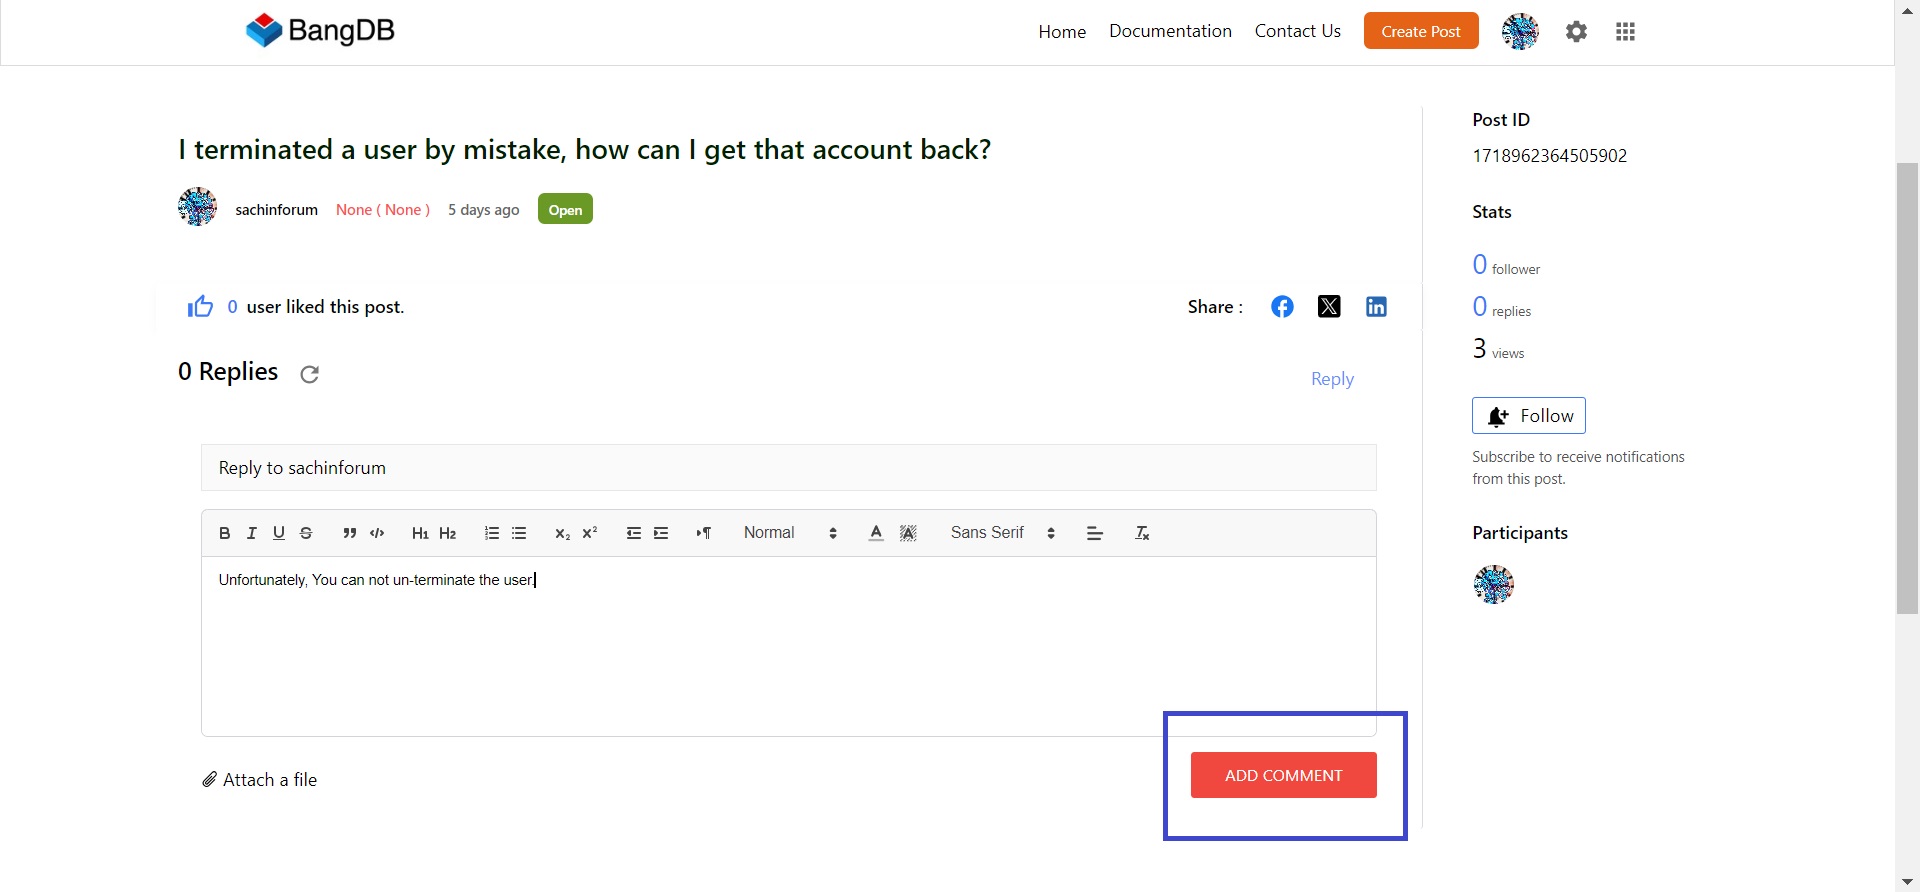 BangDB
Home Documentation Contact Us Create Post
I terminated a user by mistake, how can I get that account back?
sachinforum None ( None ) 5 days ago Open
0 user liked this post.
Share :
0 Replies
Reply
Reply to sachinforum
B I U S H1 H2 x2 x2 Normal A A Sans Serif Tx
Unfortunately, You can not un-terminate the user.
Attach a file
ADD COMMENT
Post ID
1718962364505902
Stats
0 follower
0 replies
3 views
Follow
Subscribe to receive notifications
from this post.
Participants